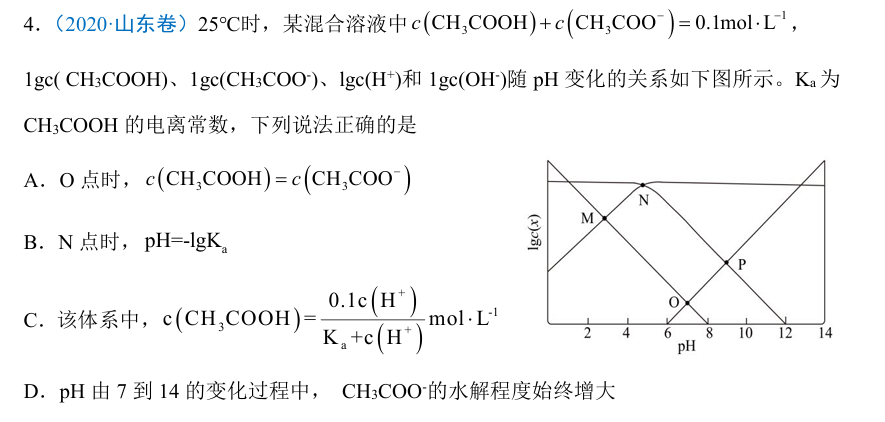 4．（2020·山东卷）25℃时，某混合溶液中 c(CH₃COOH)+c(CH₃COO⁻)=0.1mol·L⁻¹，
1gc( CH₃COOH)、1gc(CH₃COO⁻)、lgc(H⁺)和 1gc(OH⁻)随 pH 变化的关系如下图所示。Kₐ为
CH₃COOH 的电离常数，下列说法正确的是
A．O 点时，c(CH₃COOH)=c(CH₃COO⁻)
B．N 点时，pH=-lgKₐ
C．该体系中，c(CH₃COOH)=\frac{0.1c(H⁺)}{Kₐ+c(H⁺)} mol·L⁻¹
D．pH 由 7 到 14 的变化过程中， CH₃COO⁻的水解程度始终增大
lgc(x)
M
N
P
O
2 4 6 8 10 12 14
pH